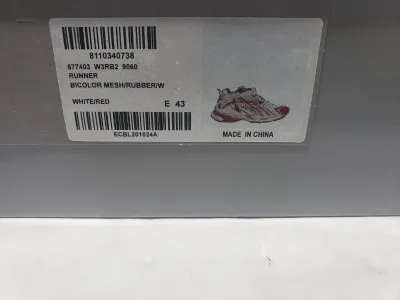 8110340738
677403 W3RB2 9060
RUNNER
BICOLOR MESH/RUBBER/W
WHITE/RED
E 43
ECBL201024A
MADE IN CHINA